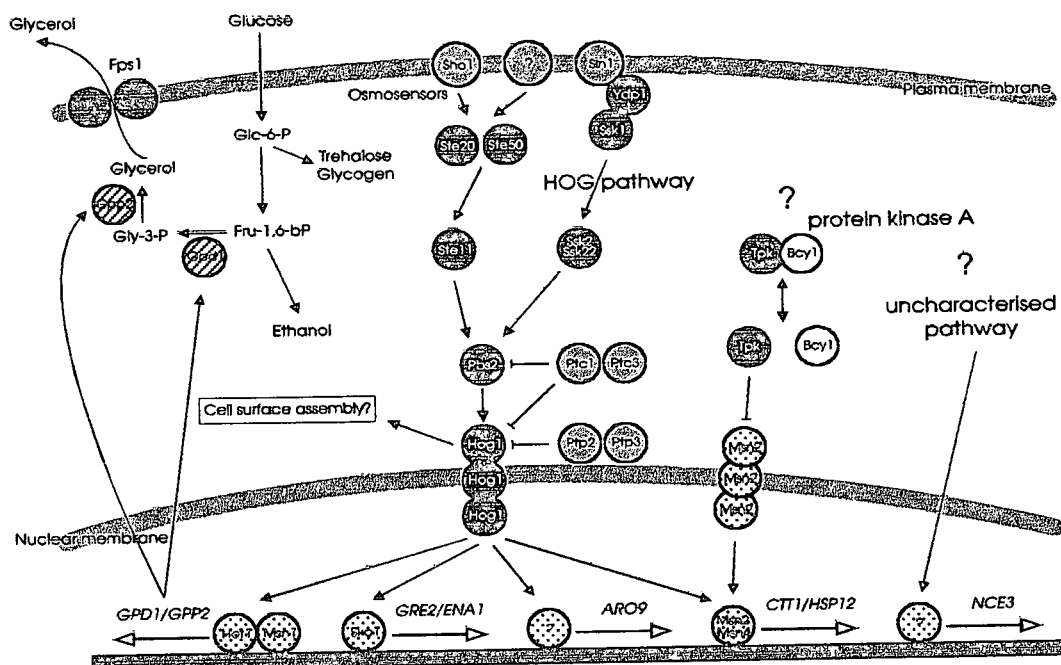 Glycerol
Glucose
Fps1
Sho1
?
Sln1
Ypd1
Plasma membrane
Osmosensors
Ssk1
Glc-6-P
Ste20
Ste50
Trehalose
Glycogen
Glycerol
HOG pathway
?
protein kinase A
Gly-3-P
Fru-1,6-bP
Ste11
Ssk2
Ssk22
Tpk
Bcy1
?
uncharacterised
pathway
Ethanol
Tpk
Bcy1
Pbs2
Ptc1
Ptc3
Cell surface assembly?
Hog1
Ptp2
Ptp3
Msn2
Hog1
Msn2
Hog1
Msn2
Nuclear membrane
GPD1/GPP2
GRE2/ENA1
ARO9
CTT1/HSP12
NCE3
Hot1
Msn1
?
Msn2
Msn4
?